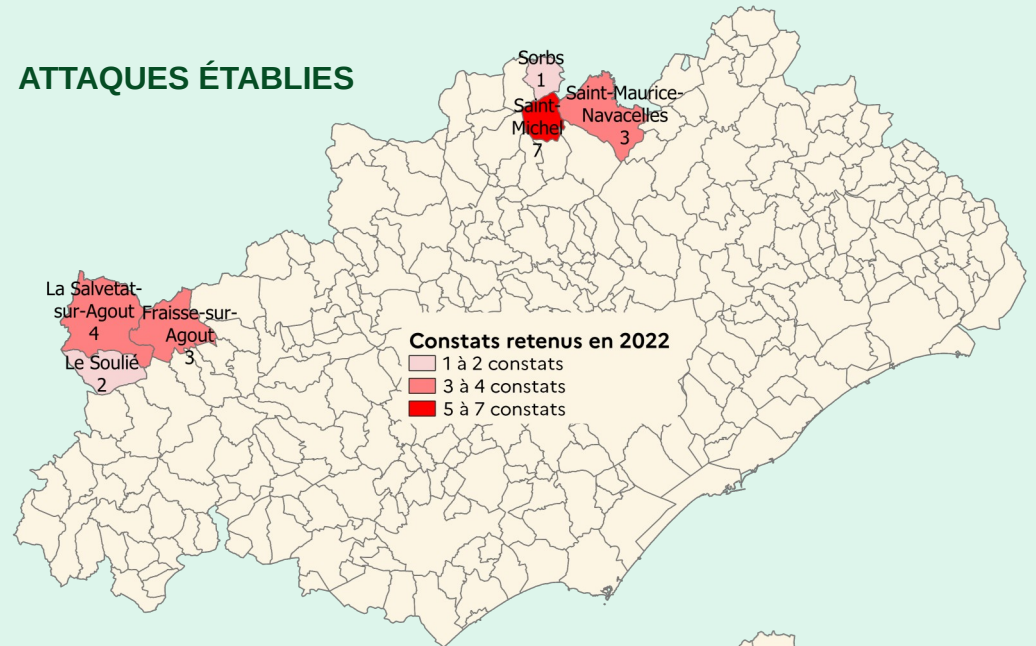 ATTAQUES ÉTABLIES
Sorbs
1
Saint-Maurice-
Navacelles
3
Saint-
Michel
7
La Salvetat-
sur-Agout
4
Fraisse-sur-
Agout
3
Le Soulié
2
Constats retenus en 2022
1 à 2 constats
3 à 4 constats
5 à 7 constats